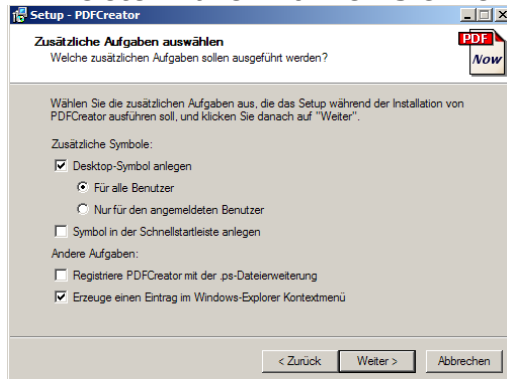 Setup - PDFCreator
Zusätzliche Aufgaben auswählen
Welche zusätzlichen Aufgaben sollen ausgeführt werden?
PDF
Now
Wählen Sie die zusätzlichen Aufgaben aus, die das Setup während der Installation von
PDFCreator ausführen soll, und klicken Sie danach auf "Weiter".
Zusätzliche Symbole:
Desktop-Symbol anlegen
Für alle Benutzer
Nur für den angemeldeten Benutzer
Symbol in der Schnellstartleiste anlegen
Andere Aufgaben:
Registriere PDFCreator mit der .ps-Dateierweiterung
Erzeuge einen Eintrag im Windows-Explorer Kontextmenü
< Zurück Weiter > Abbrechen